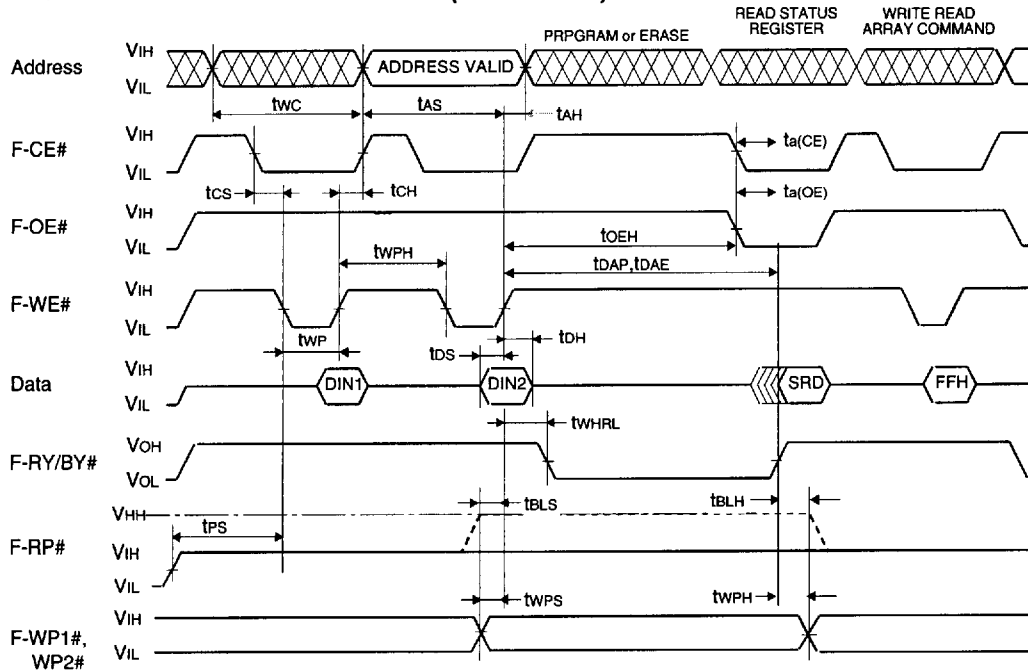 READ STATUS REGISTER
WRITE READ ARRAY COMMAND
PRPGRAM or ERASE
Address
VIH
VIL
ADDRESS VALID
tWC
tAS
tAH
F-CE#
VIH
VIL
ta(CE)
tCS
tCH
ta(OE)
F-OE#
VIH
VIL
tOEH
tWPH
tDAP,tDAE
F-WE#
VIH
VIL
tWP
tDS
tDH
Data
VIH
VIL
DIN1
DIN2
SRD
FFH
tWHRL
F-RY/BY#
VOH
VOL
tBLS
tBLH
VHH
tPS
F-RP#
VIH
VIL
tWPS
tWPH
F-WP1#,
WP2#
VIH
VIL